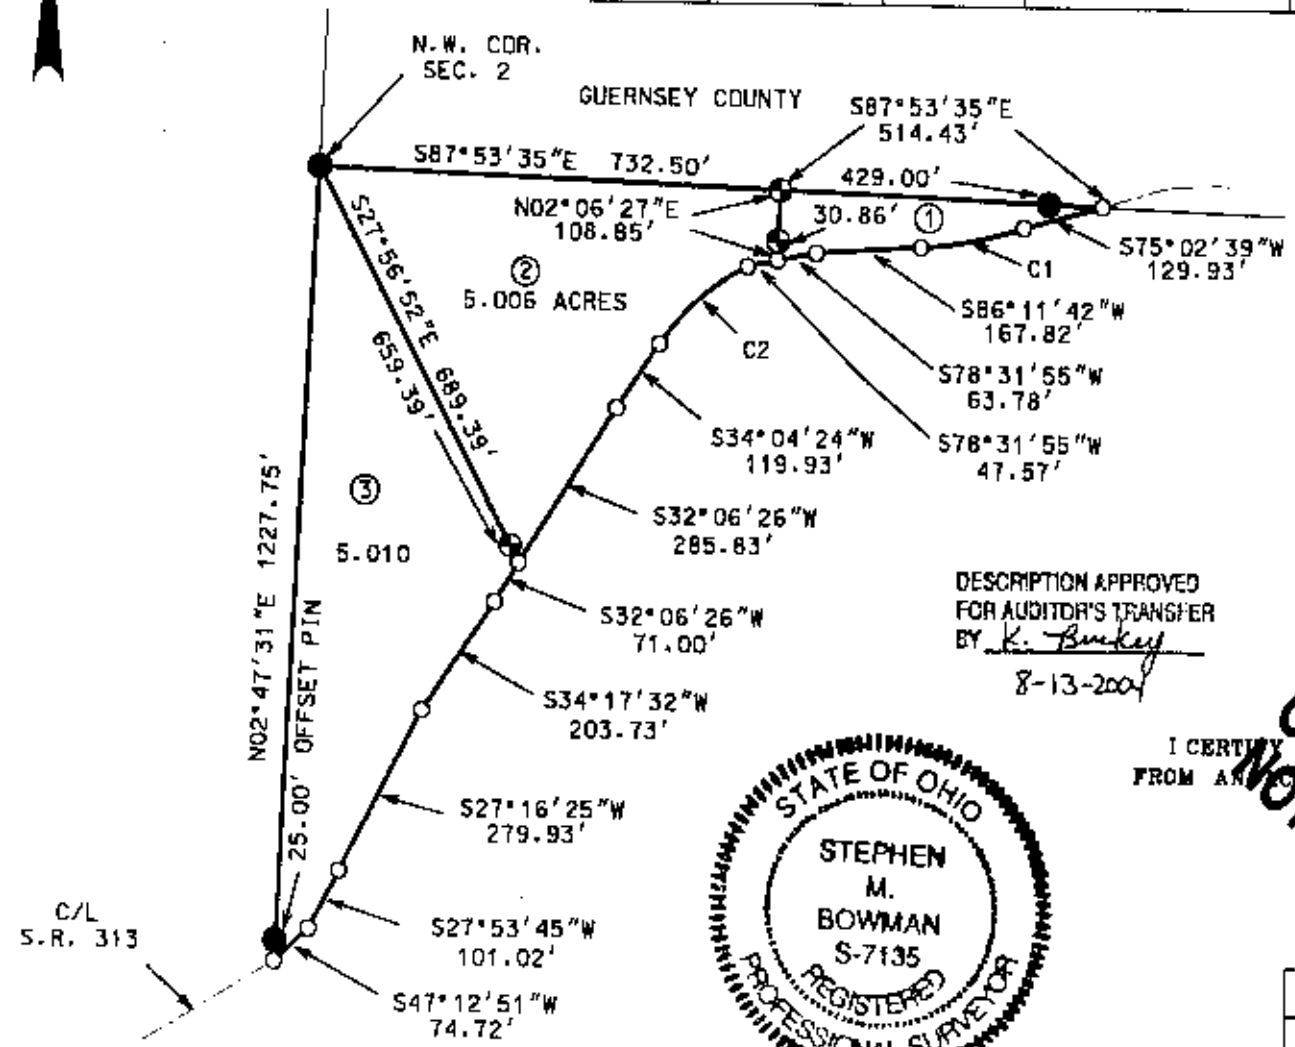 N.W. COR.
SEC. 2
GUERNSEY COUNTY
S87°53'35"E
514.43'
S87°53'35"E 732.50'
429.00'
N02°06'27"E
108.85'
30.86'
①
S75°02'39"W
129.93'
C1
S27°56'52"E 689.39'
659.39'
②
5.006 ACRES
C2
S86°11'42"W
167.82'
S78°31'55"W
63.78'
S78°31'55"W
47.57'
S34°04'24"W
119.93'
S32°06'26"W
285.83'
N02°47'31"E 1227.75'
③
5.010
25.00' OFFSET PIN
S32°06'26"W
71.00'
S34°17'32"W
203.73'
S27°16'25"W
279.93'
S27°53'45"W
101.02'
S47°12'51"W
74.72'
C/L
S.R. 313
DESCRIPTION APPROVED
FOR AUDITOR'S TRANSFER
BY K.
8-13-2004
I CERTIFY
FROM
STATE OF OHIO
STEPHEN
M.
BOWMAN
S-7135
REGISTERED
PROFESSIONAL SURVEYOR